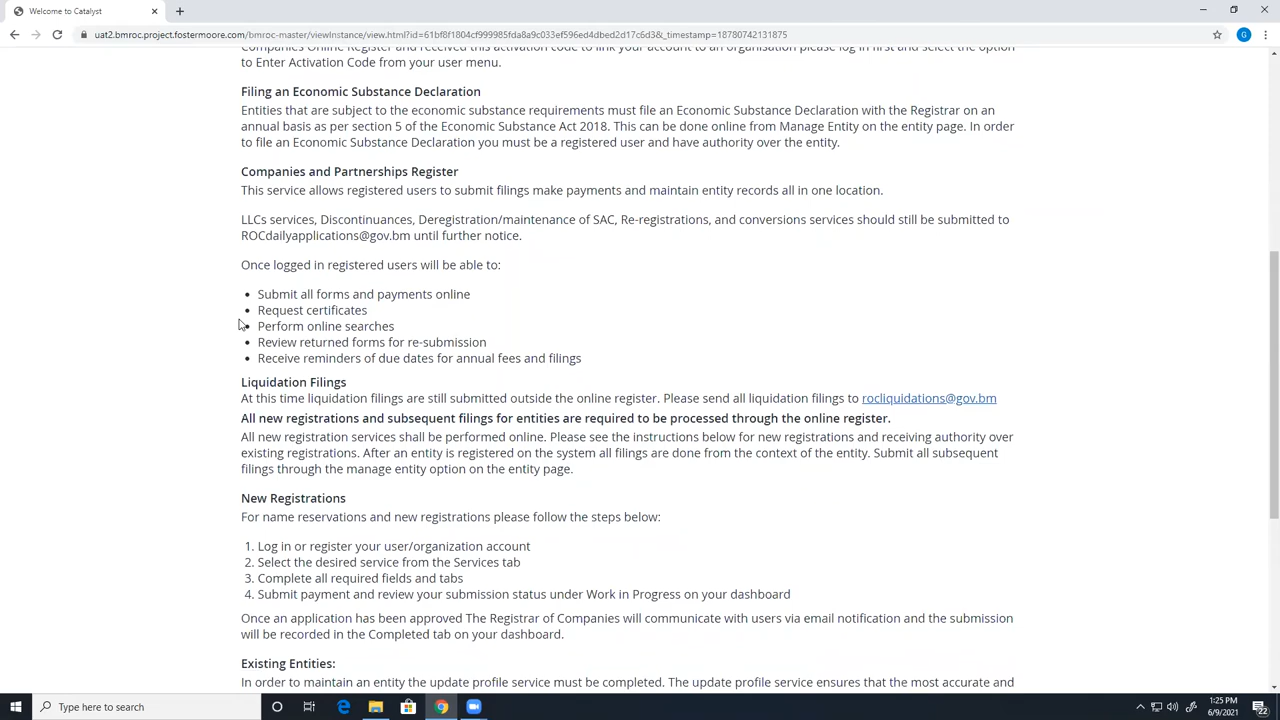 Welcome to Catalyst
uat2.bmroc.project.fostermoore.com/bmroc-master/viewInstance/view.html?id=61bf8f1804cf999985fda8a9c033ef596ed4dbed2d17c6d3&_timestamp=18780742131875
G
Companies Online Register and received this activation code to link your account to an organisation please log in first and select the option
to Enter Activation Code from your user menu.
Filing an Economic Substance Declaration
Entities that are subject to the economic substance requirements must file an Economic Substance Declaration with the Registrar on an
annual basis as per section 5 of the Economic Substance Act 2018. This can be done online from Manage Entity on the entity page. In order
to file an Economic Substance Declaration you must be a registered user and have authority over the entity.
Companies and Partnerships Register
This service allows registered users to submit filings make payments and maintain entity records all in one location.
LLCs services, Discontinuances, Deregistration/maintenance of SAC, Re-registrations, and conversions services should still be submitted to
ROCdailyapplications@gov.bm until further notice.
Once logged in registered users will be able to:
• Submit all forms and payments online
• Request certificates
• Perform online searches
• Review returned forms for re-submission
• Receive reminders of due dates for annual fees and filings
Liquidation Filings
At this time liquidation filings are still submitted outside the online register. Please send all liquidation filings to rocliquidations@gov.bm
All new registrations and subsequent filings for entities are required to be processed through the online register.
All new registration services shall be performed online. Please see the instructions below for new registrations and receiving authority over
existing registrations. After an entity is registered on the system all filings are done from the context of the entity. Submit all subsequent
filings through the manage entity option on the entity page.
New Registrations
For name reservations and new registrations please follow the steps below:
1. Log in or register your user/organization account
2. Select the desired service from the Services tab
3. Complete all required fields and tabs
4. Submit payment and review your submission status under Work in Progress on your dashboard
Once an application has been approved The Registrar of Companies will communicate with users via email notification and the submission
will be recorded in the Completed tab on your dashboard.
Existing Entities:
In order to maintain an entity the update profile service must be completed. The update profile service ensures that the most accurate and
Type here to search
1:25 PM
6/9/2021
22